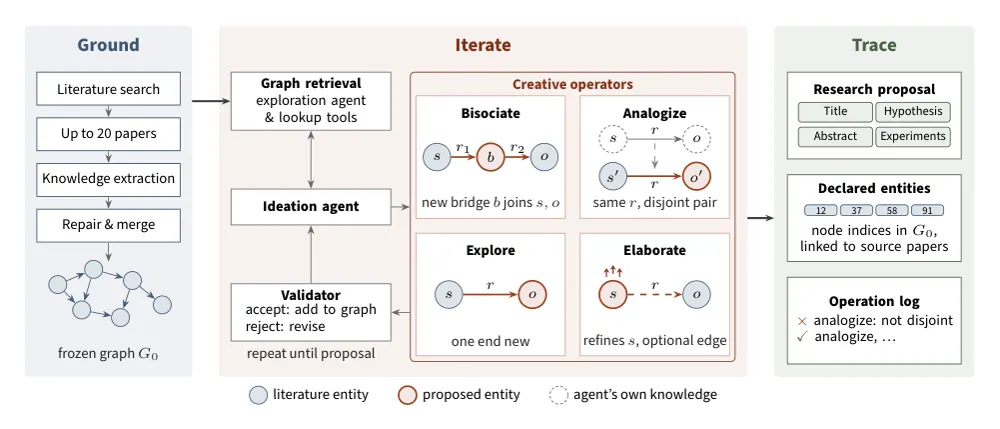 Ground
Literature search
Up to 20 papers
Knowledge extraction
Repair & merge
frozen graph G₀
Iterate
Graph retrieval
exploration agent
& lookup tools
Ideation agent
Validator
accept: add to graph
reject: revise
repeat until proposal
Creative operators
Bisociate
s r₁ b r₂ o
new bridge b joins s, o
Analogize
s r o
s′ r o′
same r, disjoint pair
Explore
s r o
one end new
Elaborate
s r o
refines s, optional edge
Trace
Research proposal
Title Hypothesis
Abstract Experiments
Declared entities
12 37 58 91
node indices in G₀,
linked to source papers
Operation log
× analogize: not disjoint
✓ analogize, …
literature entity proposed entity agent's own knowledge